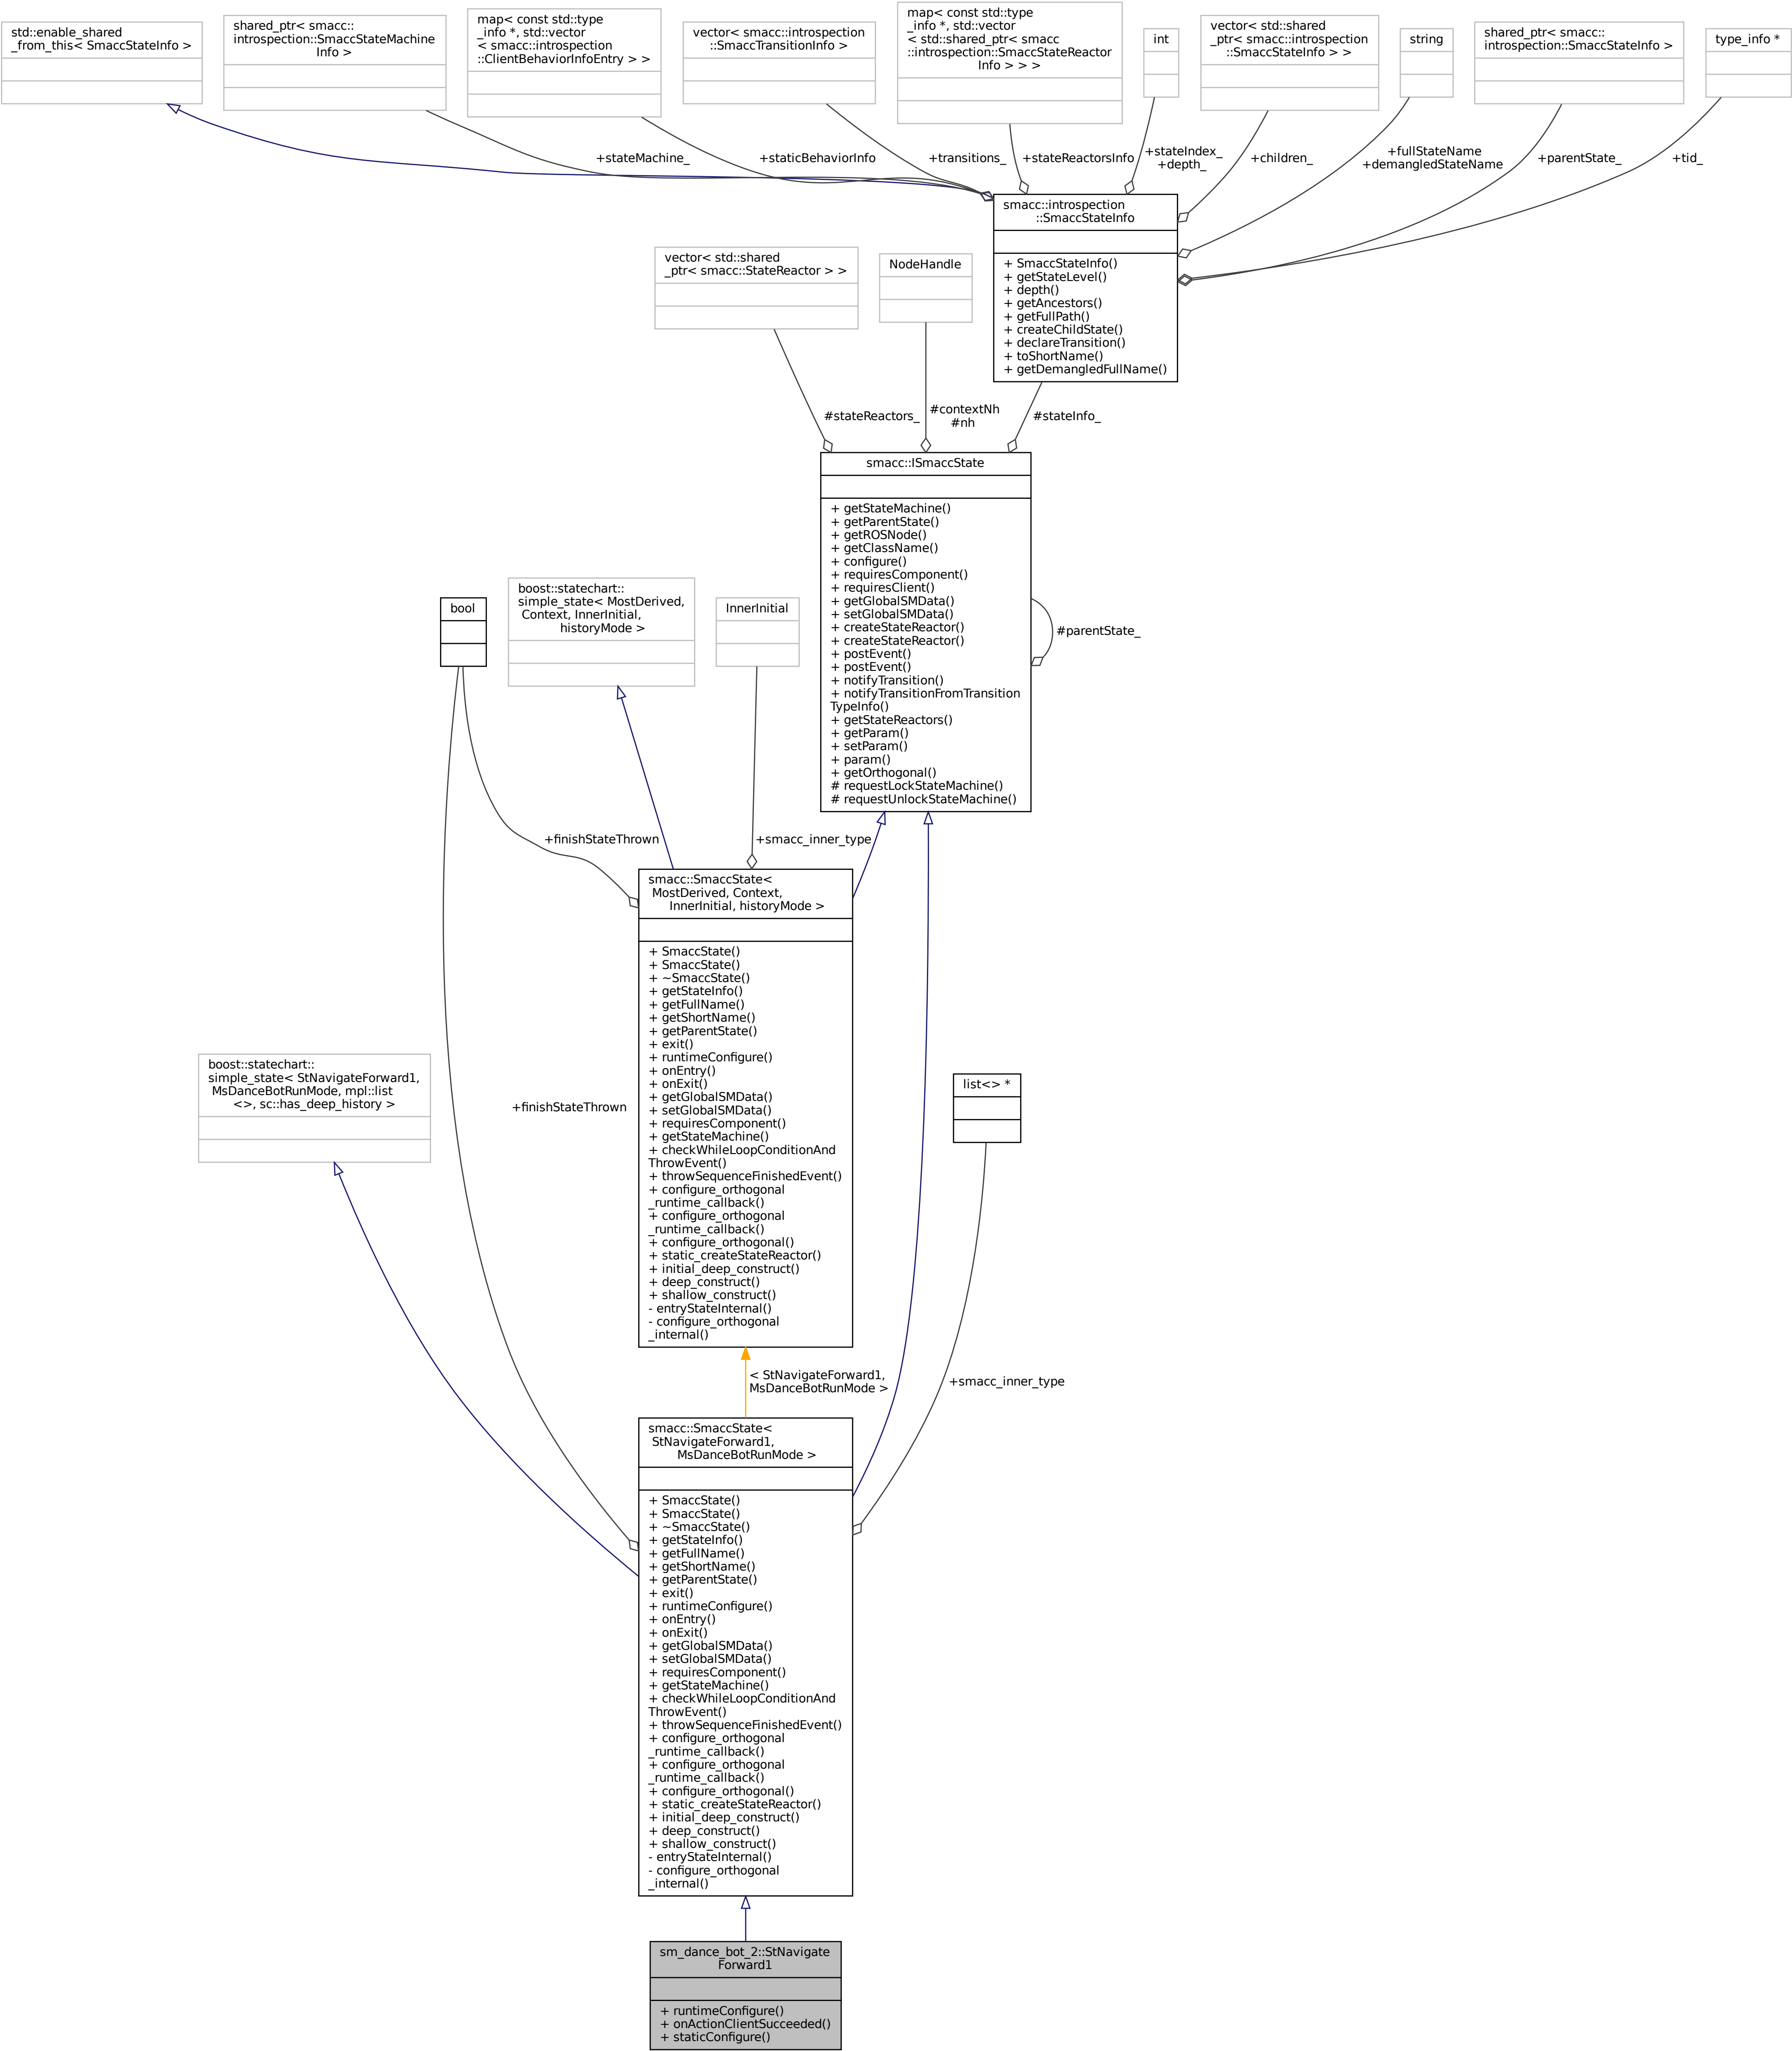 std::enable_shared
_from_this< SmaccStateInfo >
shared_ptr< smacc::
introspection::SmaccStateMachine
Info >
map< const std::type
_info *, std::vector
< smacc::introspection
::ClientBehaviorInfoEntry > >
vector< smacc::introspection
::SmaccTransitionInfo >
map< const std::type
_info *, std::vector
< std::shared_ptr< smacc
::introspection::SmaccStateReactor
Info > > >
int
vector< std::shared
_ptr< smacc::introspection
::SmaccStateInfo > >
string
shared_ptr< smacc::
introspection::SmaccStateInfo >
type_info *
+stateMachine_
+staticBehaviorInfo
+transitions_
+stateReactorsInfo
+stateIndex_
+depth_
+children_
+fullStateName
+demangledStateName
+parentState_
+tid_
smacc::introspection
::SmaccStateInfo
+ SmaccStateInfo()
+ getStateLevel()
+ depth()
+ getAncestors()
+ getFullPath()
+ createChildState()
+ declareTransition()
+ toShortName()
+ getDemangledFullName()
vector< std::shared
_ptr< smacc::StateReactor > >
NodeHandle
#stateReactors_
#contextNh
#nh
#stateInfo_
smacc::ISmaccState
+ getStateMachine()
+ getParentState()
+ getROSNode()
+ getClassName()
+ configure()
+ requiresComponent()
+ requiresClient()
+ getGlobalSMData()
+ setGlobalSMData()
+ createStateReactor()
+ createStateReactor()
+ postEvent()
+ postEvent()
+ notifyTransition()
+ notifyTransitionFromTransition
TypeInfo()
+ getStateReactors()
+ getParam()
+ setParam()
+ param()
+ getOrthogonal()
# requestLockStateMachine()
# requestUnlockStateMachine()
#parentState_
bool
boost::statechart::
simple_state< MostDerived,
Context, InnerInitial,
historyMode >
InnerInitial
+finishStateThrown
+smacc_inner_type
smacc::SmaccState<
MostDerived, Context,
InnerInitial, historyMode >
+ SmaccState()
+ SmaccState()
+ ~SmaccState()
+ getStateInfo()
+ getFullName()
+ getShortName()
+ getParentState()
+ exit()
+ runtimeConfigure()
+ onEntry()
+ onExit()
+ getGlobalSMData()
+ setGlobalSMData()
+ requiresComponent()
+ getStateMachine()
+ checkWhileLoopConditionAnd
ThrowEvent()
+ throwSequenceFinishedEvent()
+ configure_orthogonal
_runtime_callback()
+ configure_orthogonal
_runtime_callback()
+ configure_orthogonal()
+ static_createStateReactor()
+ initial_deep_construct()
+ deep_construct()
+ shallow_construct()
- entryStateInternal()
- configure_orthogonal
_internal()
boost::statechart::
simple_state< StNavigateForward1,
MsDanceBotRunMode, mpl::list
<>, sc::has_deep_history >
+finishStateThrown
list<> *
< StNavigateForward1,
MsDanceBotRunMode >
+smacc_inner_type
smacc::SmaccState<
StNavigateForward1,
MsDanceBotRunMode >
+ SmaccState()
+ SmaccState()
+ ~SmaccState()
+ getStateInfo()
+ getFullName()
+ getShortName()
+ getParentState()
+ exit()
+ runtimeConfigure()
+ onEntry()
+ onExit()
+ getGlobalSMData()
+ setGlobalSMData()
+ requiresComponent()
+ getStateMachine()
+ checkWhileLoopConditionAnd
ThrowEvent()
+ throwSequenceFinishedEvent()
+ configure_orthogonal
_runtime_callback()
+ configure_orthogonal
_runtime_callback()
+ configure_orthogonal()
+ static_createStateReactor()
+ initial_deep_construct()
+ deep_construct()
+ shallow_construct()
- entryStateInternal()
- configure_orthogonal
_internal()
sm_dance_bot_2::StNavigate
Forward1
+ runtimeConfigure()
+ onActionClientSucceeded()
+ staticConfigure()